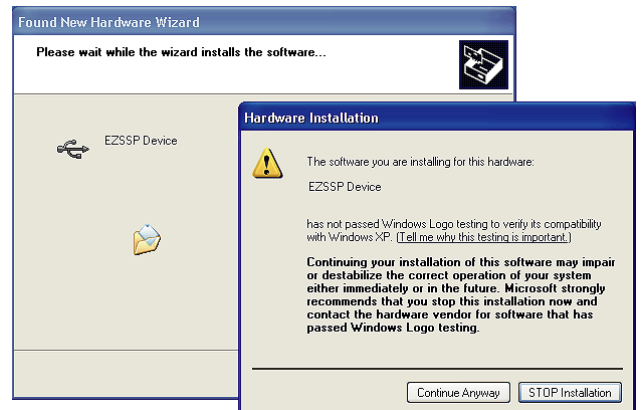 Found New Hardware Wizard
Please wait while the wizard installs the software...
EZSSP Device
Hardware Installation
The software you are installing for this hardware:
EZSSP Device
has not passed Windows Logo testing to verify its compatibility
with Windows XP. (Tell me why this testing is important.)
Continuing your installation of this software may impair
or destabilize the correct operation of your system
either immediately or in the future. Microsoft strongly
recommends that you stop this installation now and
contact the hardware vendor for software that has
passed Windows Logo testing.
Continue Anyway
STOP Installation